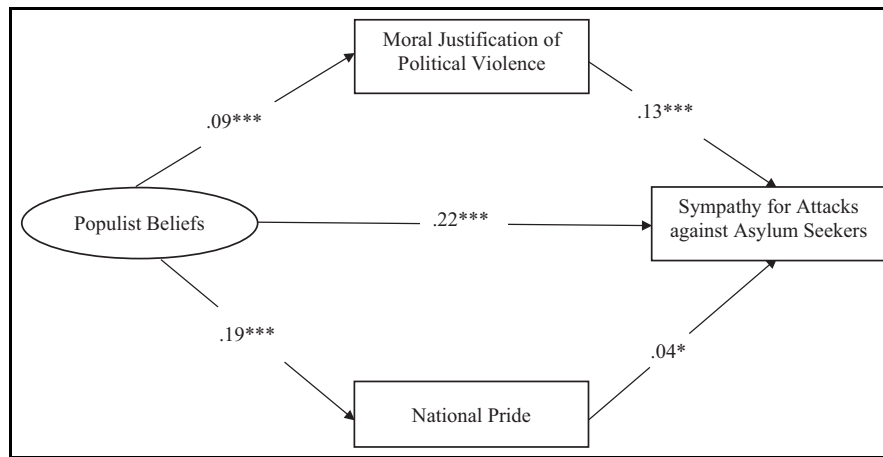 Moral Justification of
Political Violence
.09***
.13***
Populist Beliefs
.22***
Sympathy for Attacks
against Asylum Seekers
.19***
.04*
National Pride